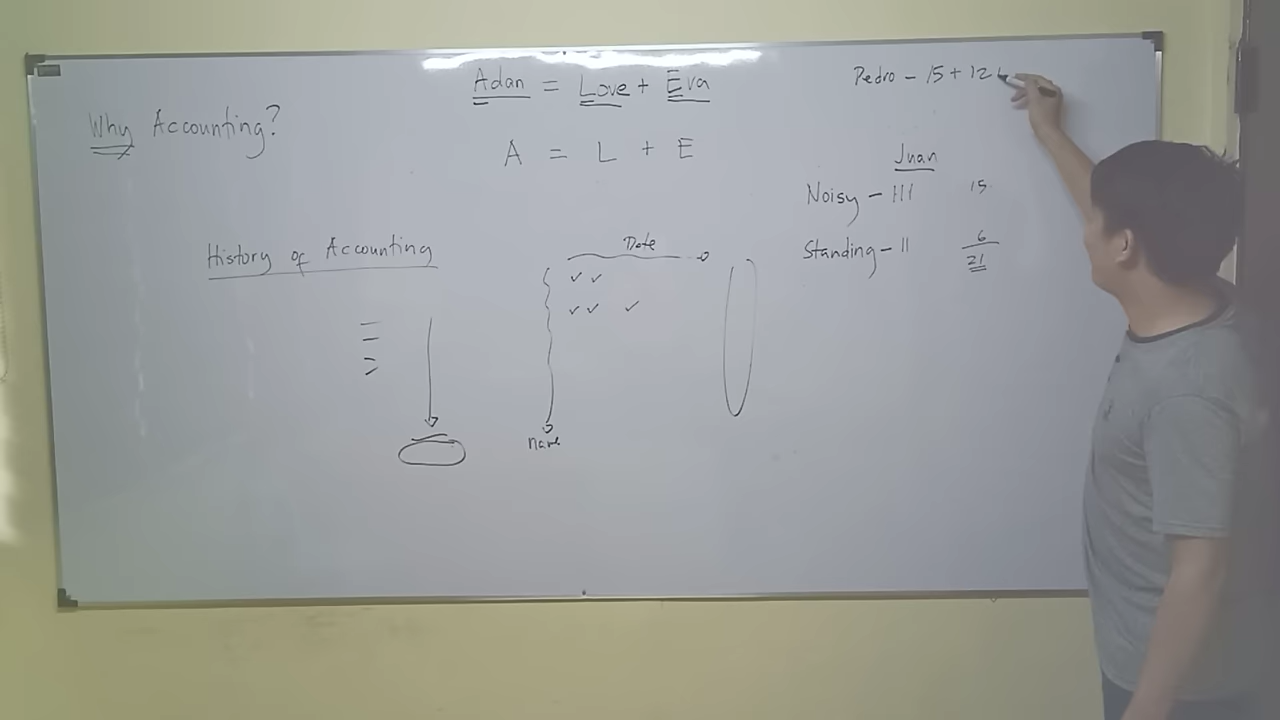 Adan = Love + Eva
Pedro - 15 + 12
Why Accounting?
A = L + E
Juan
Noisy - III 15
Standing - II 6
21
History of Accounting
Date
✓ ✓
✓ ✓ ✓
name